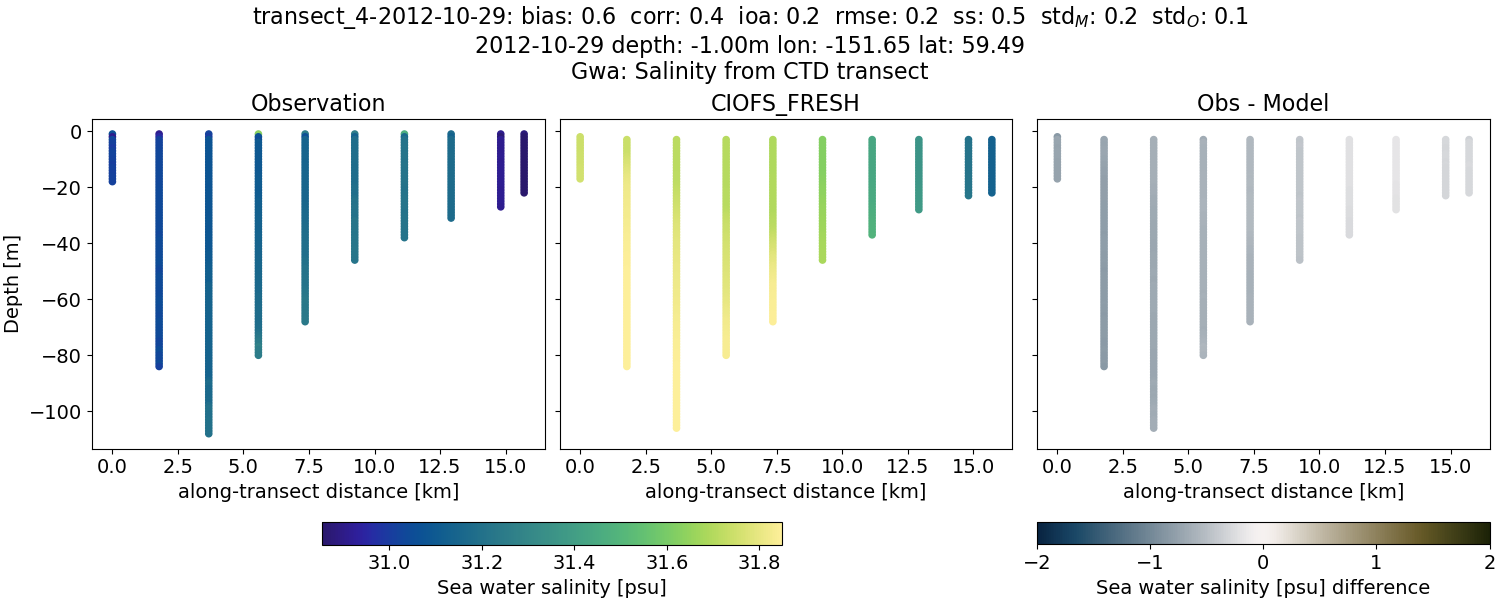 transect_4-2012-10-29: bias: 0.6 corr: 0.4 ioa: 0.2 rmse: 0.2 ss: 0.5 std_M: 0.2 std_O: 0.1
2012-10-29 depth: -1.00m lon: -151.65 lat: 59.49
Gwa: Salinity from CTD transect
Observation
CIOFS_FRESH
Obs - Model
Depth [m]
0
−20
−40
−60
−80
−100
0.0 2.5 5.0 7.5 10.0 12.5 15.0
along-transect distance [km]
0.0 2.5 5.0 7.5 10.0 12.5 15.0
along-transect distance [km]
0.0 2.5 5.0 7.5 10.0 12.5 15.0
along-transect distance [km]
31.0 31.2 31.4 31.6 31.8
Sea water salinity [psu]
−2 −1 0 1 2
Sea water salinity [psu] difference